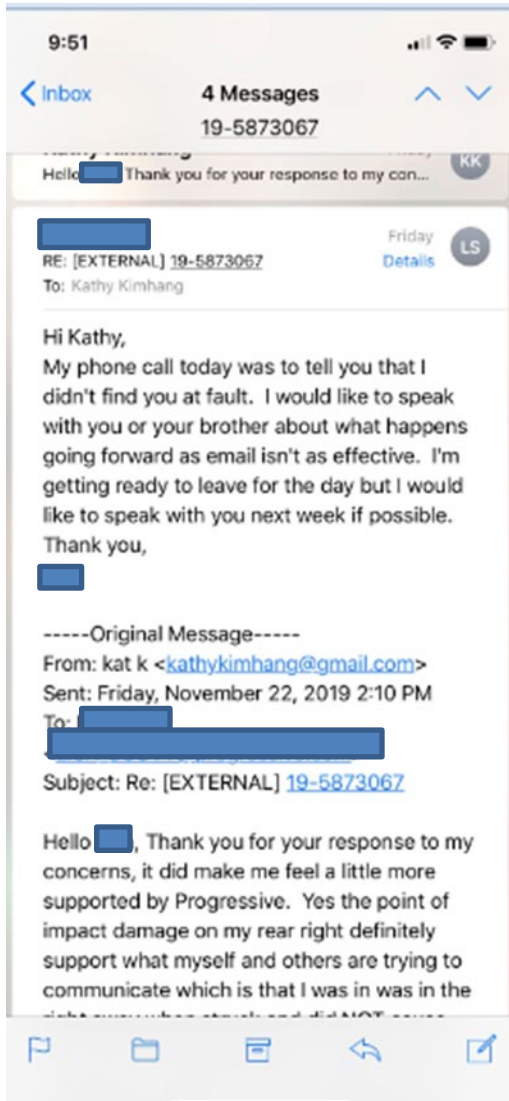 9:51
Inbox
4 Messages
19-5873067
KK
Hello Thank you for your response to my con...
Friday
LS
RE: [EXTERNAL] 19-5873067
Details
To: Kathy Kimhang
Hi Kathy,
My phone call today was to tell you that I
didn't find you at fault. I would like to speak
with you or your brother about what happens
going forward as email isn't as effective. I'm
getting ready to leave for the day but I would
like to speak with you next week if possible.
Thank you,
-----Original Message-----
From: kat k <kathykimhang@gmail.com>
Sent: Friday, November 22, 2019 2:10 PM
To:
Subject: Re: [EXTERNAL] 19-5873067
Hello , Thank you for your response to my
concerns, it did make me feel a little more
supported by Progressive. Yes the point of
impact damage on my rear right definitely
support what myself and others are trying to
communicate which is that I was in was in the